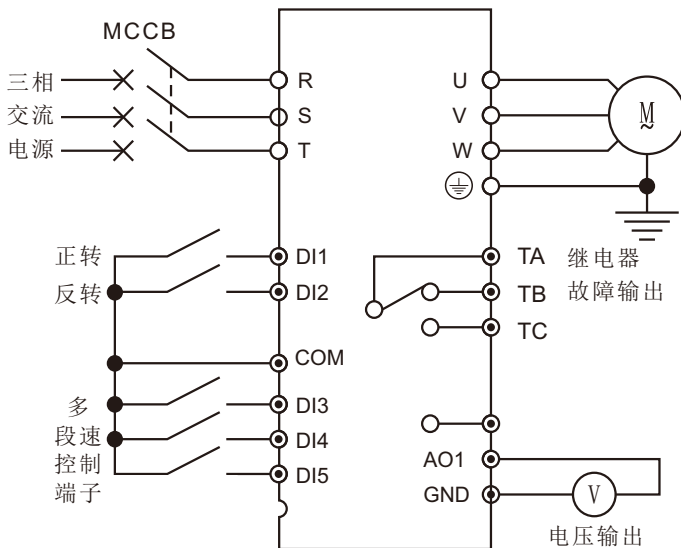 MCCB
三相
交流
电源
R
S
T
U
V
W
M
~
正转
反转
DI1
DI2
COM
多
段速
控制
端子
DI3
DI4
DI5
TA
TB
TC
继电器
故障输出
AO1
GND
V
电压输出